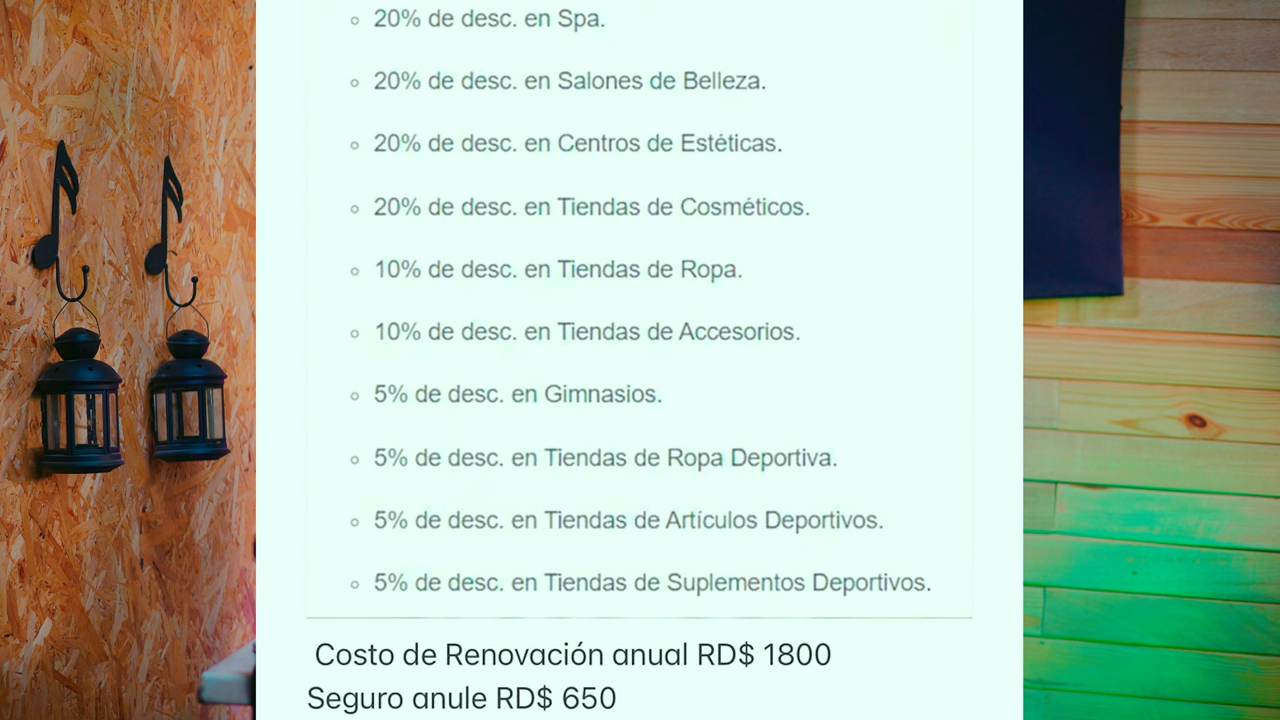 20% de desc. en Spa.
20% de desc. en Salones de Belleza.
20% de desc. en Centros de Estéticas.
20% de desc. en Tiendas de Cosméticos.
10% de desc. en Tiendas de Ropa.
10% de desc. en Tiendas de Accesorios.
5% de desc. en Gimnasios.
5% de desc. en Tiendas de Ropa Deportiva.
5% de desc. en Tiendas de Artículos Deportivos.
5% de desc. en Tiendas de Suplementos Deportivos.
Costo de Renovación anual RD$ 1800
Seguro anule RD$ 650